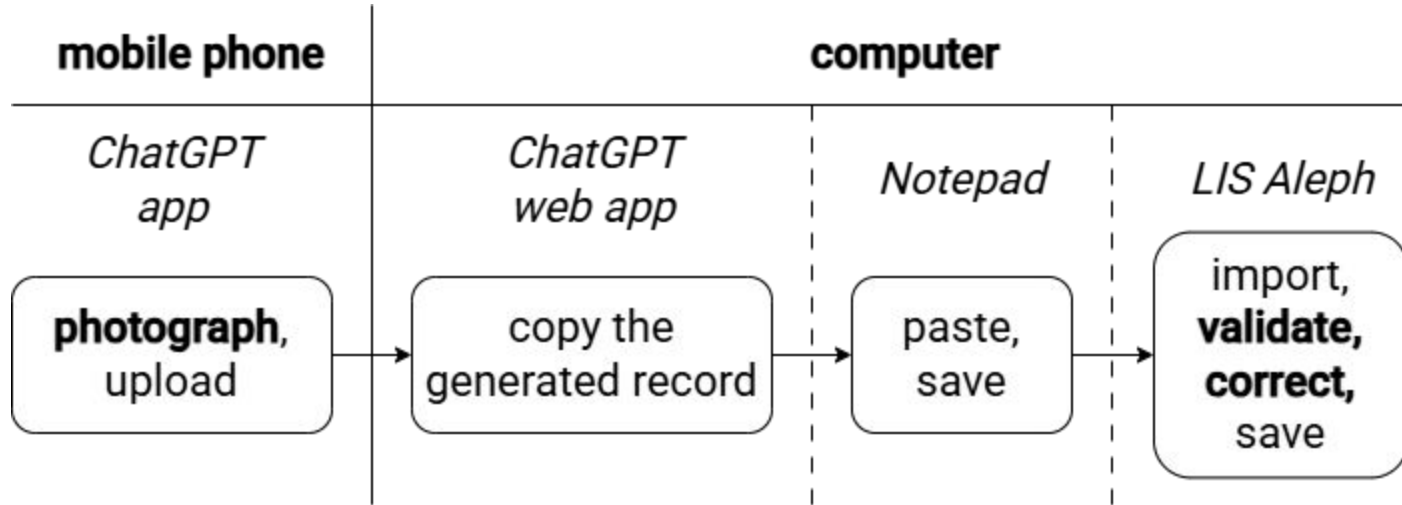 mobile phone
computer
ChatGPT
app
ChatGPT
web app
Notepad
LIS Aleph
photograph,
upload
copy the
generated record
paste,
save
import,
validate,
correct,
save